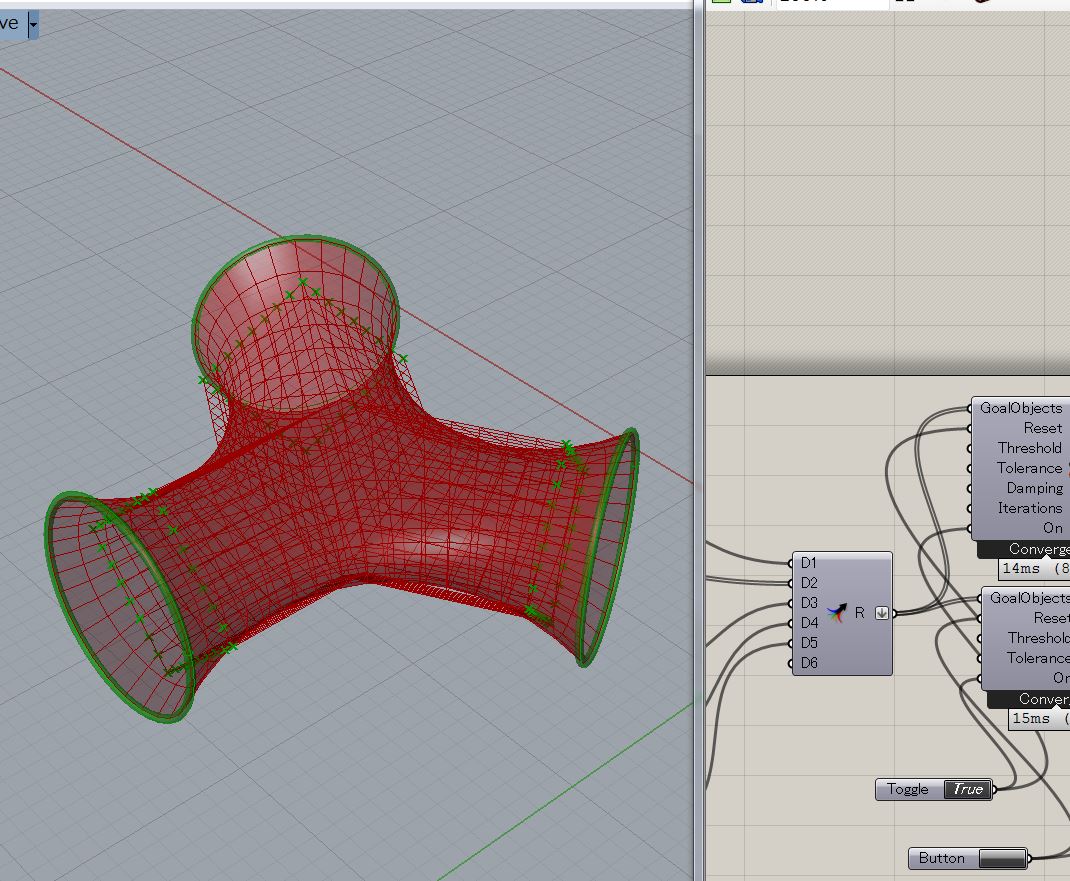 ve
GoalObjects
Reset
Threshold
Tolerance
Damping
Iterations
On
Converge
14ms (8
D1
D2
D3
D4
D5
D6
R
GoalObjects
Reset
Threshold
Tolerance
On
Conver
15ms (
Toggle True
Button